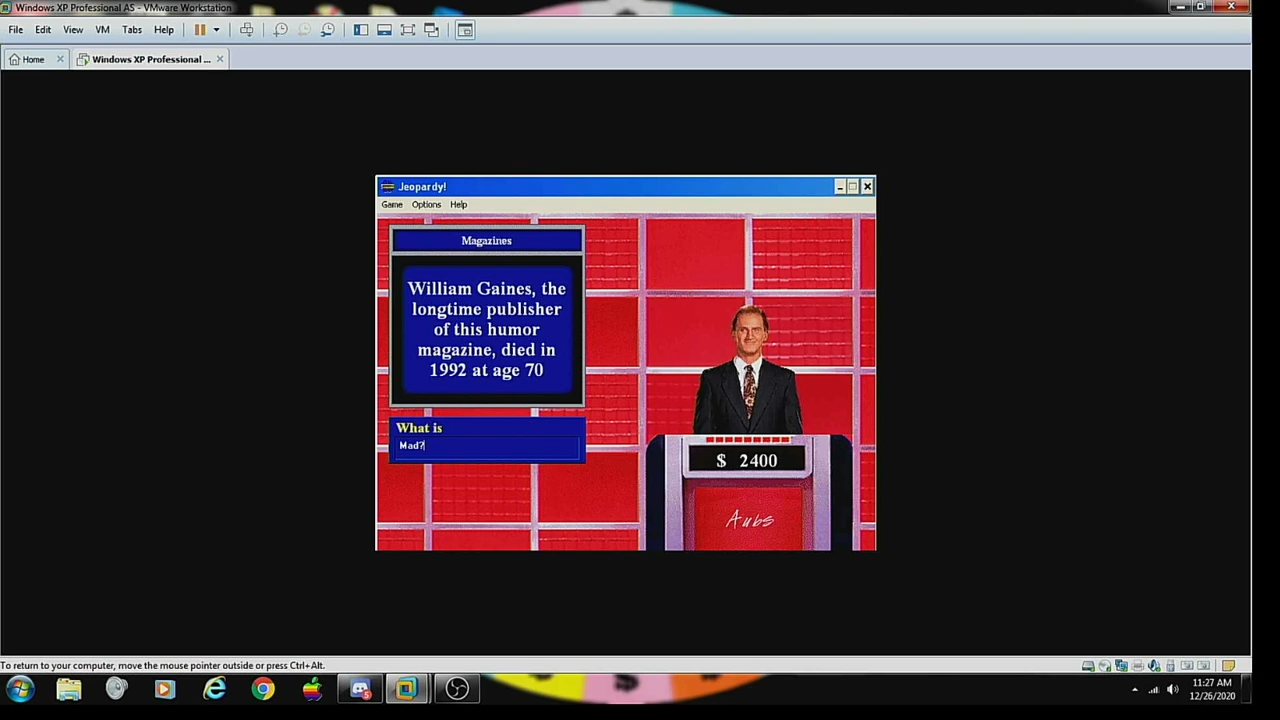 Windows XP Professional AS - VMware Workstation
File Edit View VM Tabs Help
Home Windows XP Professional ...
Jeopardy!
Game Options Help
Magazines
William Gaines, the
longtime publisher
of this humor
magazine, died in
1992 at age 70
What is
Mad?
$ 2400
Aubs
To return to your computer, move the mouse pointer outside or press Ctrl+Alt.
5
11:27 AM
12/26/2020
$